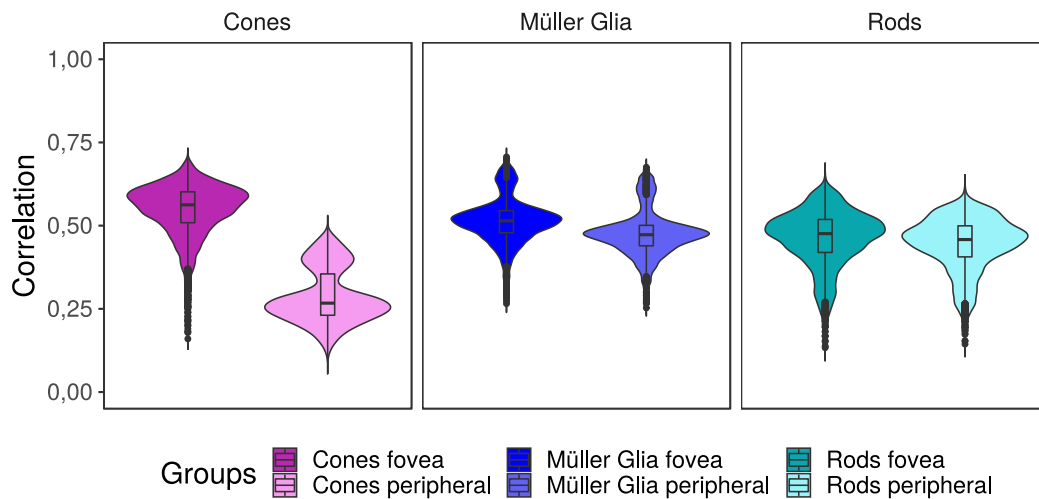 Cones Müller Glia Rods
1,00
0,75
0,50
0,25
0,00
Correlation
Groups
Cones fovea Müller Glia fovea Rods fovea
Cones peripheral Müller Glia peripheral Rods peripheral